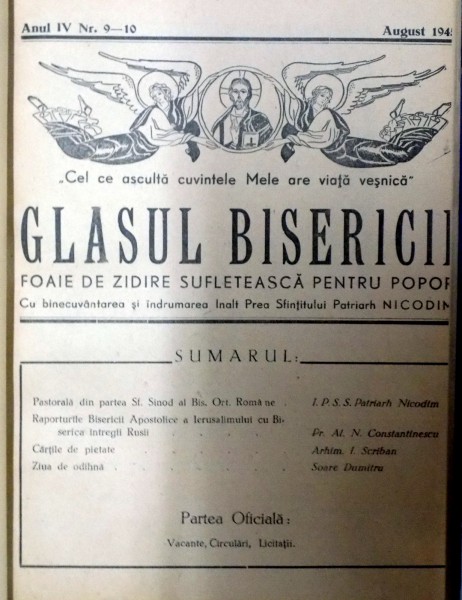 Anul IV Nr. 9—10 August 1945
„Cel ce ascultă cuvintele Mele are viață veșnică"
GLASUL BISERICII
FOAIE DE ZIDIRE SUFLETEASCĂ PENTRU POPOR
Cu binecuvântarea și îndrumarea Inalt Prea Sfințitului Patriarh NICODIM
SUMARUL:
Pastorală din partea Sf. Sinod al Bis. Ort. Române . I. P. S. S. Patriarh Nicodim
Raporturile Bisericii Apostolice a Ierusalimului cu Bi-
serica întregii Rusii . . . . Pr. Al. N. Constantinescu
Cărțile de pietate . . . . . Arhim. I. Scriban
Ziua de odihnă . . . . . Soare Dumitru
Partea Oficială:
Vacante, Circulări, Licitații.